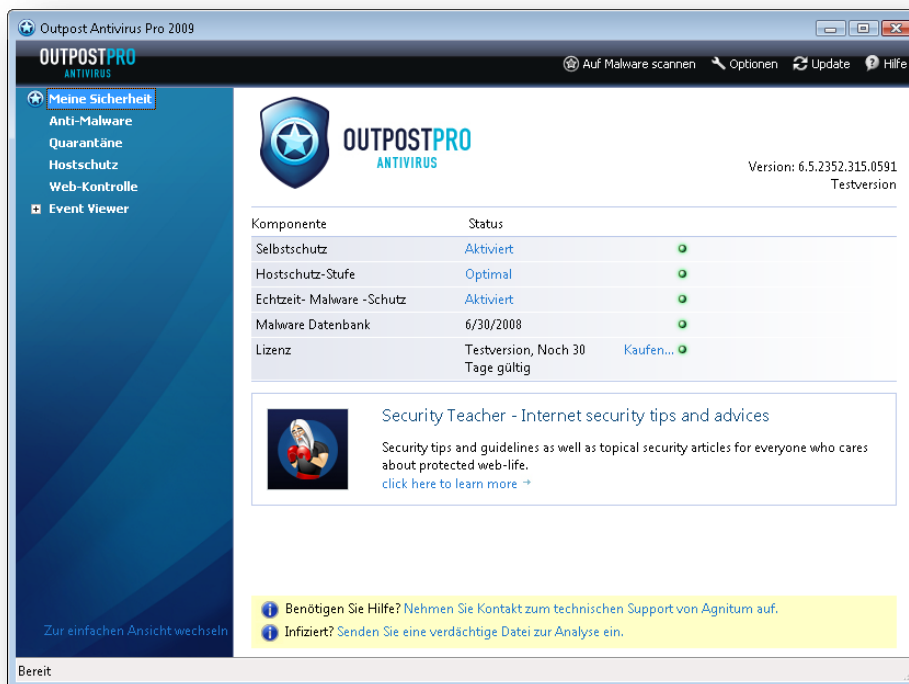 Outpost Antivirus Pro 2009
OUTPOSTPRO
ANTIVIRUS
Auf Malware scannen
Optionen
Update
Hilfe
Meine Sicherheit
Anti-Malware
Quarantäne
Hostschutz
Web-Kontrolle
Event Viewer
OUTPOSTPRO
ANTIVIRUS
Version: 6.5.2352.315.0591
Testversion
Komponente Status
Selbstschutz Aktiviert
Hostschutz-Stufe Optimal
Echtzeit- Malware -Schutz Aktiviert
Malware Datenbank 6/30/2008
Lizenz Testversion, Noch 30 Kaufen...
Tage gültig
Security Teacher - Internet security tips and advices
Security tips and guidelines as well as topical security articles for everyone who cares
about protected web-life.
click here to learn more →
Benötigen Sie Hilfe? Nehmen Sie Kontakt zum technischen Support von Agnitum auf.
Infiziert? Senden Sie eine verdächtige Datei zur Analyse ein.
Zur einfachen Ansicht wechseln
Bereit